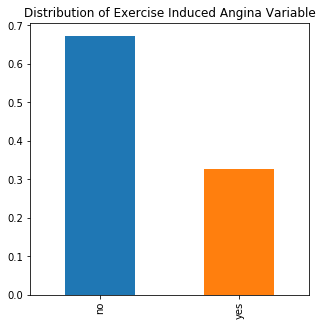 Distribution of Exercise Induced Angina Variable
0.7
0.6
0.5
0.4
0.3
0.2
0.1
0.0
no
yes